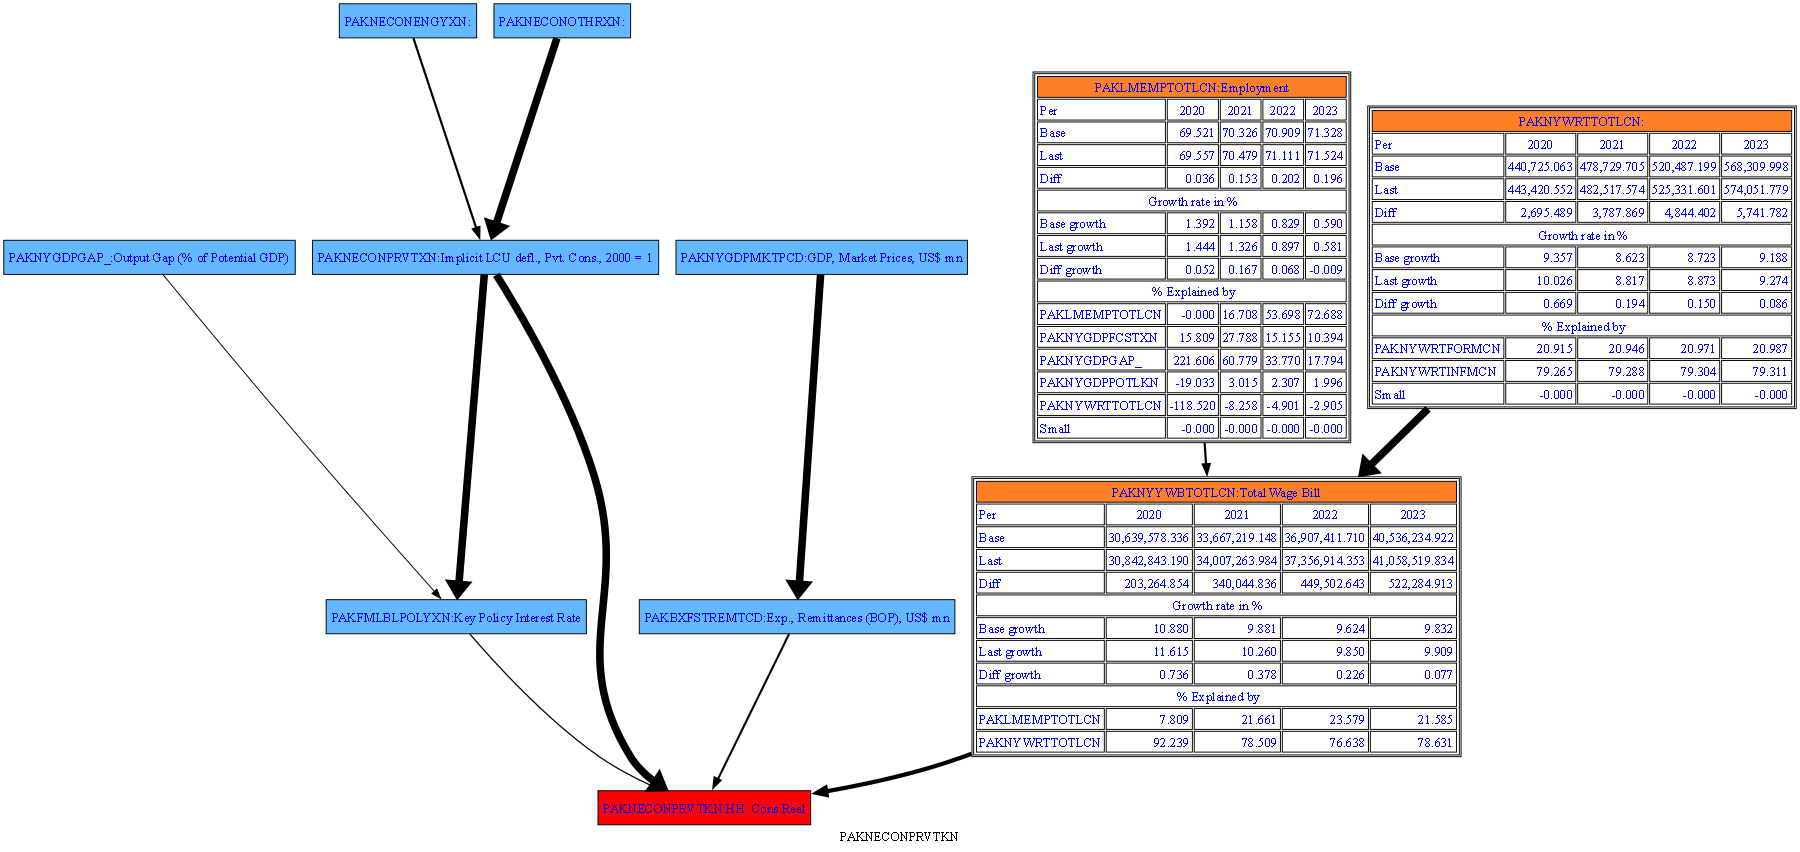 PAKNECONENGYXN:
PAKNECONOTHRXN:
PAKNYGDPGAP_:Output Gap (% of Potential GDP)
PAKNECONPRVTXN:Implicit LCU defl., Pvt. Cons., 2000 = 1
PAKNYGDPMKTPCD:GDP, Market Prices, US$ mn
PAKLMEMPTOTLCN:Employment
Per 2020 2021 2022 2023
Base 69.521 70.326 70.909 71.328
Last 69.557 70.479 71.111 71.524
Diff 0.036 0.153 0.202 0.196
Growth rate in %
Base growth 1.392 1.158 0.829 0.590
Last growth 1.444 1.326 0.897 0.581
Diff growth 0.052 0.167 0.068 -0.009
% Explained by
PAKLMEMPTOTLCN -0.000 16.708 53.698 72.688
PAKNYGDPFCSTXN 15.809 27.788 15.155 10.394
PAKNYGDPGAP_ 221.606 60.779 33.770 17.794
PAKNYGDPPOTLKN -19.033 3.015 2.307 1.996
PAKNYWRTTOTLCN -118.520 -8.258 -4.901 -2.905
Small -0.000 -0.000 -0.000 -0.000
PAKNYWRTTOTLCN:
Per 2020 2021 2022 2023
Base 440,725.063 478,729.705 520,487.199 568,309.998
Last 443,420.552 482,517.574 525,331.601 574,051.779
Diff 2,695.489 3,787.869 4,844.402 5,741.782
Growth rate in %
Base growth 9.357 8.623 8.723 9.188
Last growth 10.026 8.817 8.873 9.274
Diff growth 0.669 0.194 0.150 0.086
% Explained by
PAKNYWRTFORMCN 20.915 20.946 20.971 20.987
PAKNYWRTINFMCN 79.265 79.288 79.304 79.311
Small -0.000 -0.000 -0.000 -0.000
PAKFMLBLPOLYXN:Key Policy Interest Rate
PAKBXFSTREMTCD:Exp., Remittances (BOP), US$ mn
PAKNYYWBTOTLCN:Total Wage Bill
Per 2020 2021 2022 2023
Base 30,639,578.336 33,667,219.148 36,907,411.710 40,536,234.922
Last 30,842,843.190 34,007,263.984 37,356,914.353 41,058,519.834
Diff 203,264.854 340,044.836 449,502.643 522,284.913
Growth rate in %
Base growth 10.880 9.881 9.624 9.832
Last growth 11.615 10.260 9.850 9.909
Diff growth 0.736 0.378 0.226 0.077
% Explained by
PAKLMEMPTOTLCN 7.809 21.661 23.579 21.585
PAKNYWRTTOTLCN 92.239 78.509 76.638 78.631
PAKNECONPRVTKN:HH. Cons Real
PAKNECONPRVTKN